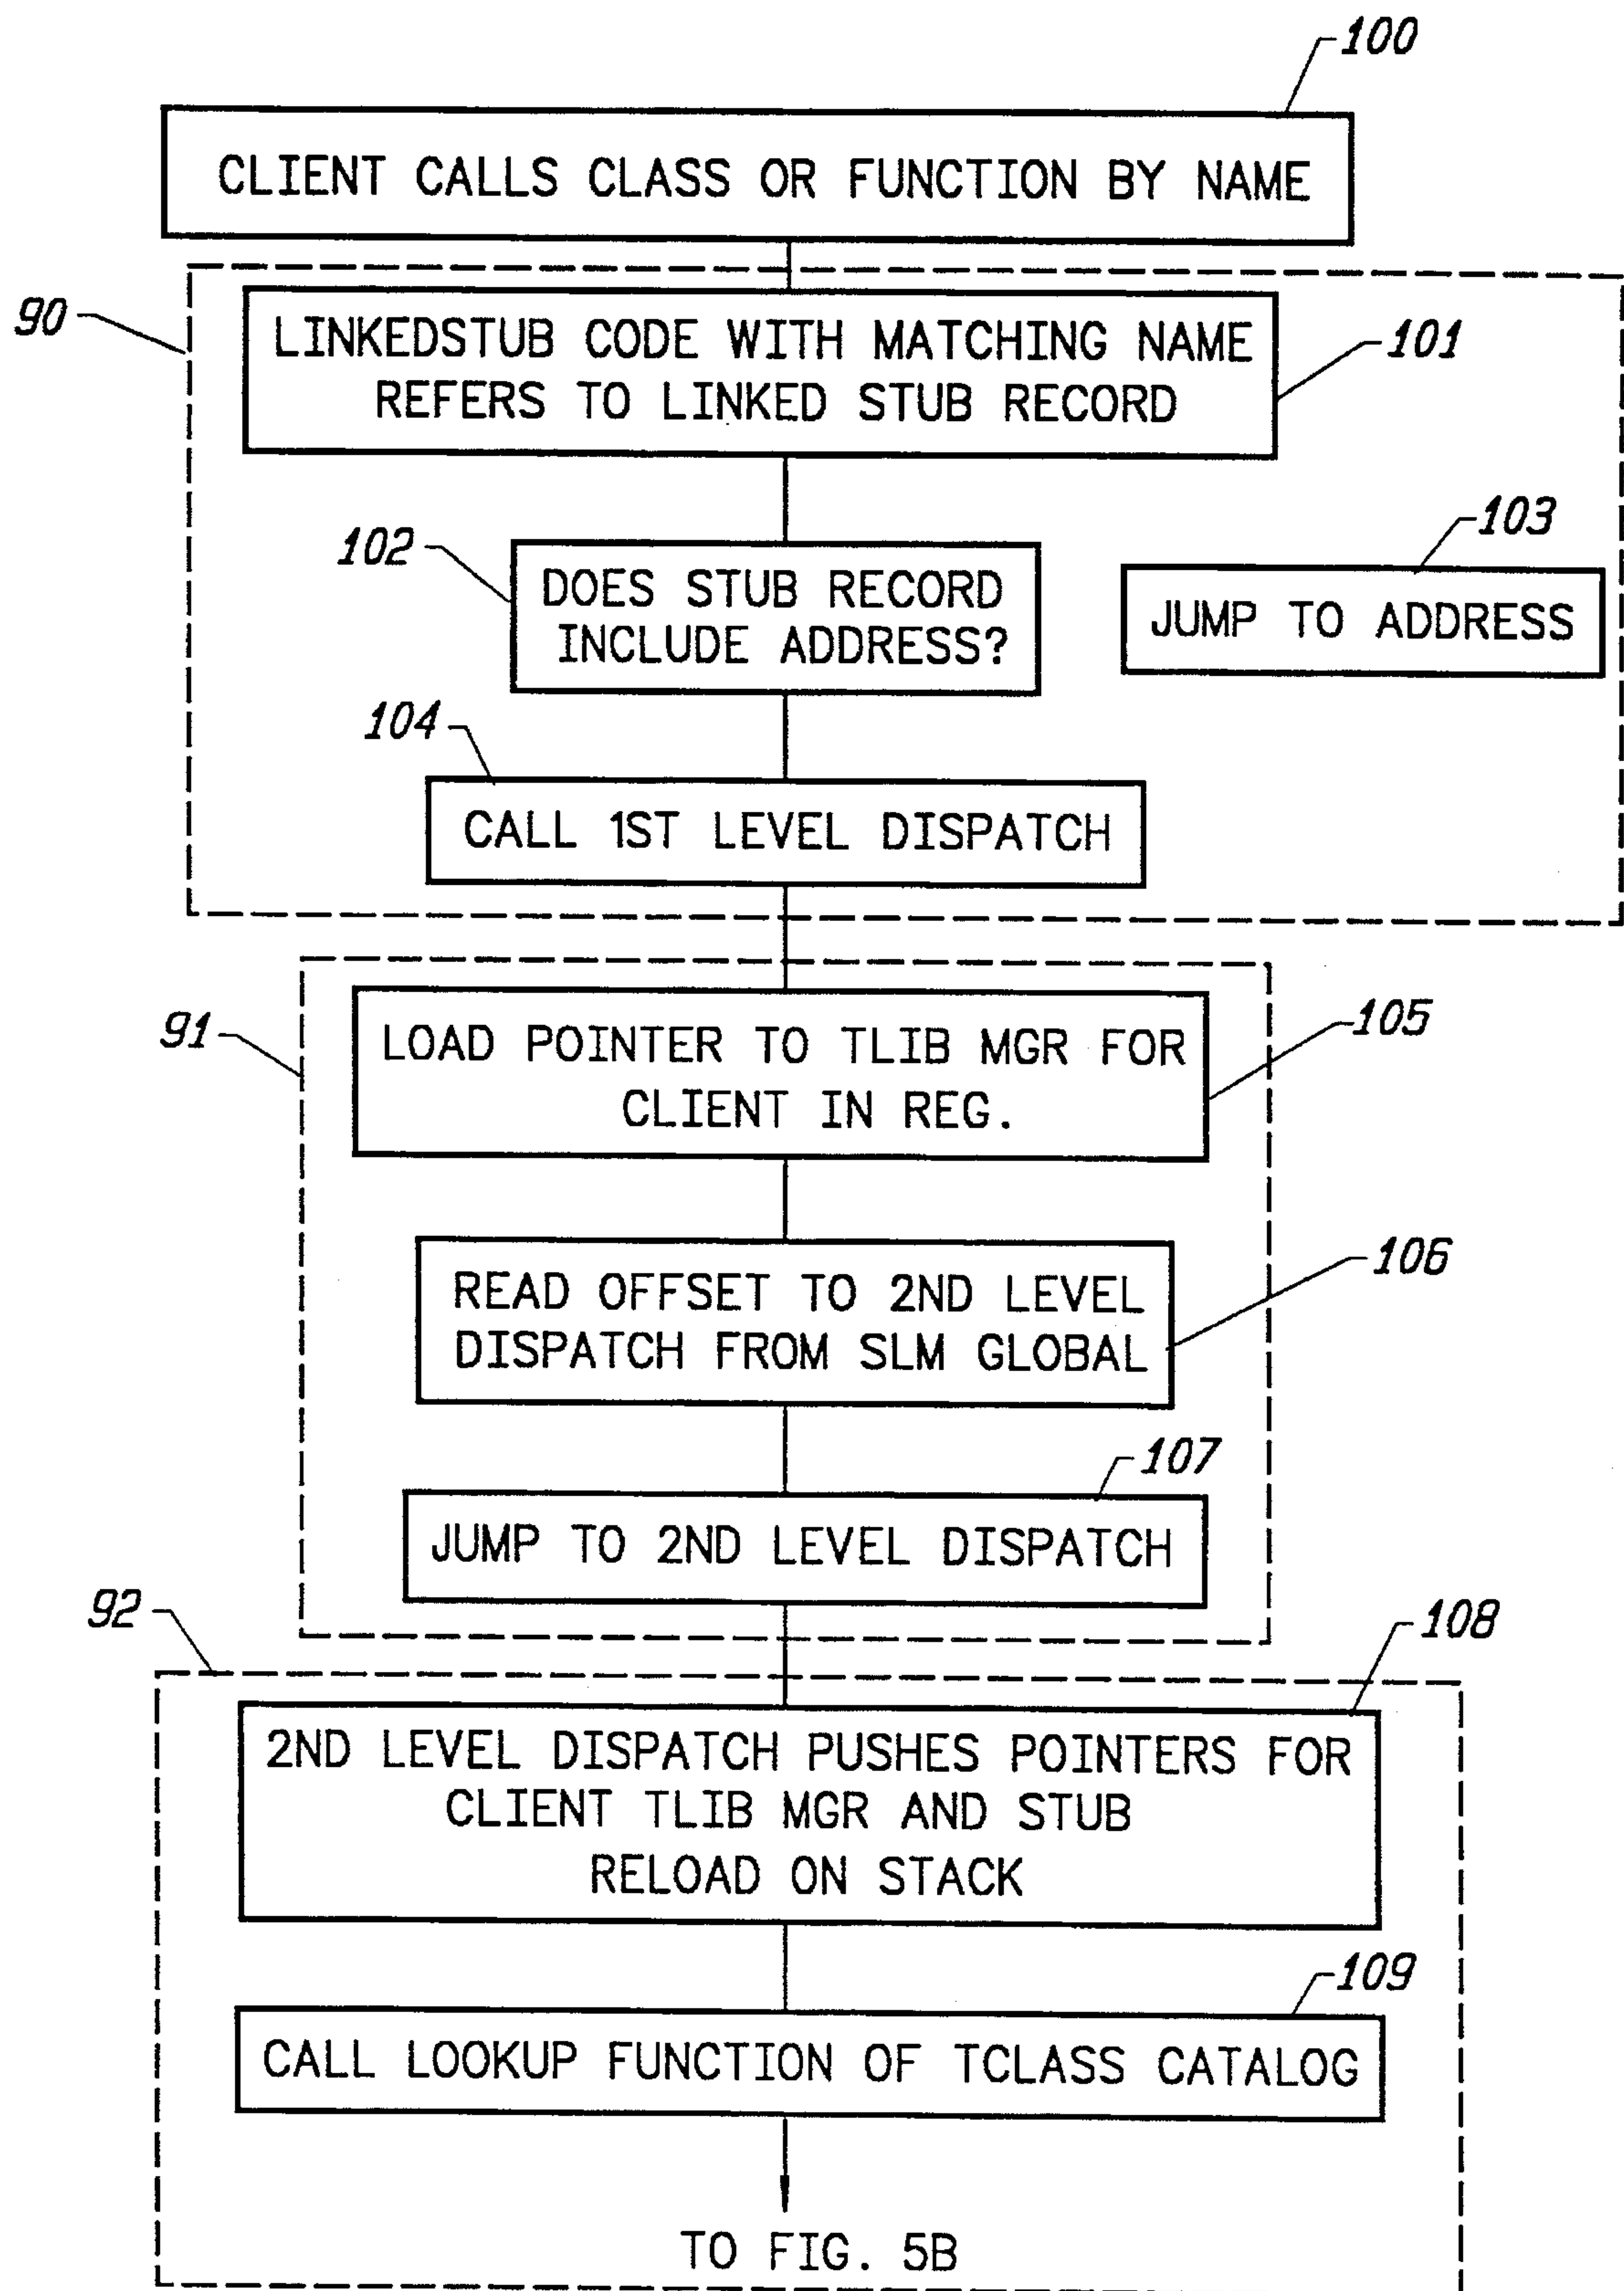 100
CLIENT CALLS CLASS OR FUNCTION BY NAME
90
LINKEDSTUB CODE WITH MATCHING NAME
REFERS TO LINKED STUB RECORD
101
102
DOES STUB RECORD
INCLUDE ADDRESS?
103
JUMP TO ADDRESS
104
CALL 1ST LEVEL DISPATCH
91
LOAD POINTER TO TLIB MGR FOR
CLIENT IN REG.
105
READ OFFSET TO 2ND LEVEL
DISPATCH FROM SLM GLOBAL
106
107
JUMP TO 2ND LEVEL DISPATCH
92
108
2ND LEVEL DISPATCH PUSHES POINTERS FOR
CLIENT TLIB MGR AND STUB
RELOAD ON STACK
109
CALL LOOKUP FUNCTION OF TCLASS CATALOG
TO FIG. 5B